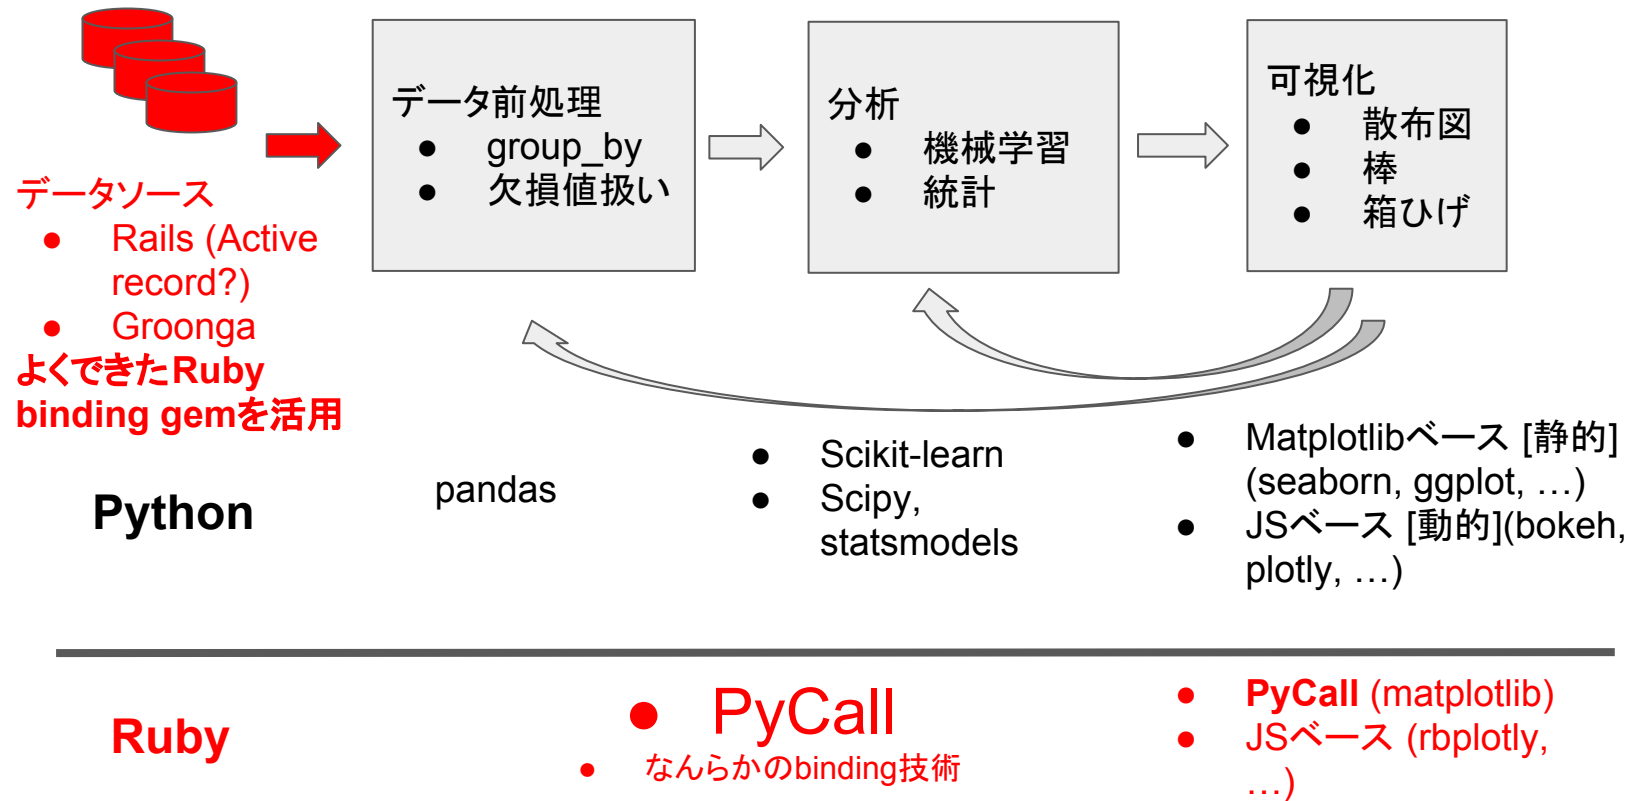 データソース
● Rails (Active
record?)
● Groonga
よくできたRuby
binding gemを活用
データ前処理
● group_by
● 欠損値扱い
分析
● 機械学習
● 統計
可視化
● 散布図
● 棒
● 箱ひげ
Python
pandas
● Scikit-learn
● Scipy,
statsmodels
● Matplotlibベース [静的]
(seaborn, ggplot, …)
● JSベース [動的](bokeh,
plotly, …)
Ruby
● PyCall
● なんらかのbinding技術
● PyCall (matplotlib)
● JSベース (rbplotly,
…)